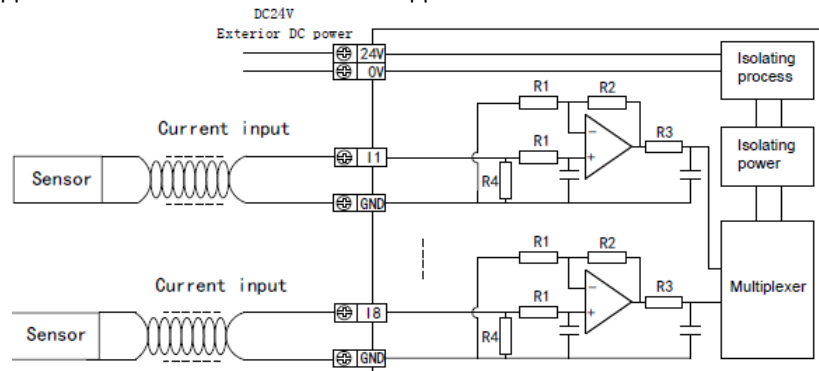 DC24V
Exterior DC power
24V
0V
Isolating
process
R1
R2
Current input
R1
R3
Isolating
power
I1
Sensor
R4
GND
R1
R2
Current input
R1
R3
Multiplexer
I8
Sensor
R4
GND